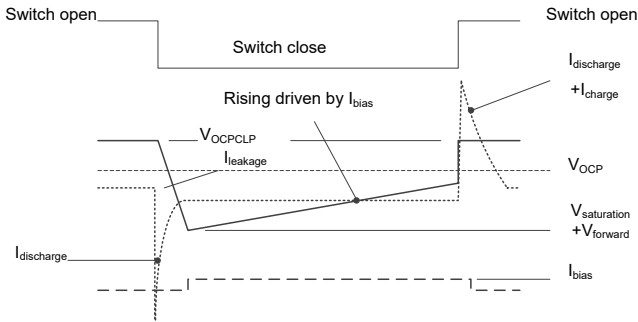 Switch open
Switch open
Switch close
Idischarge
+Icharge
Rising driven by Ibias
VOCPCLP
Ileakage
VOCP
Vsaturation
+Vforward
Idischarge
Ibias